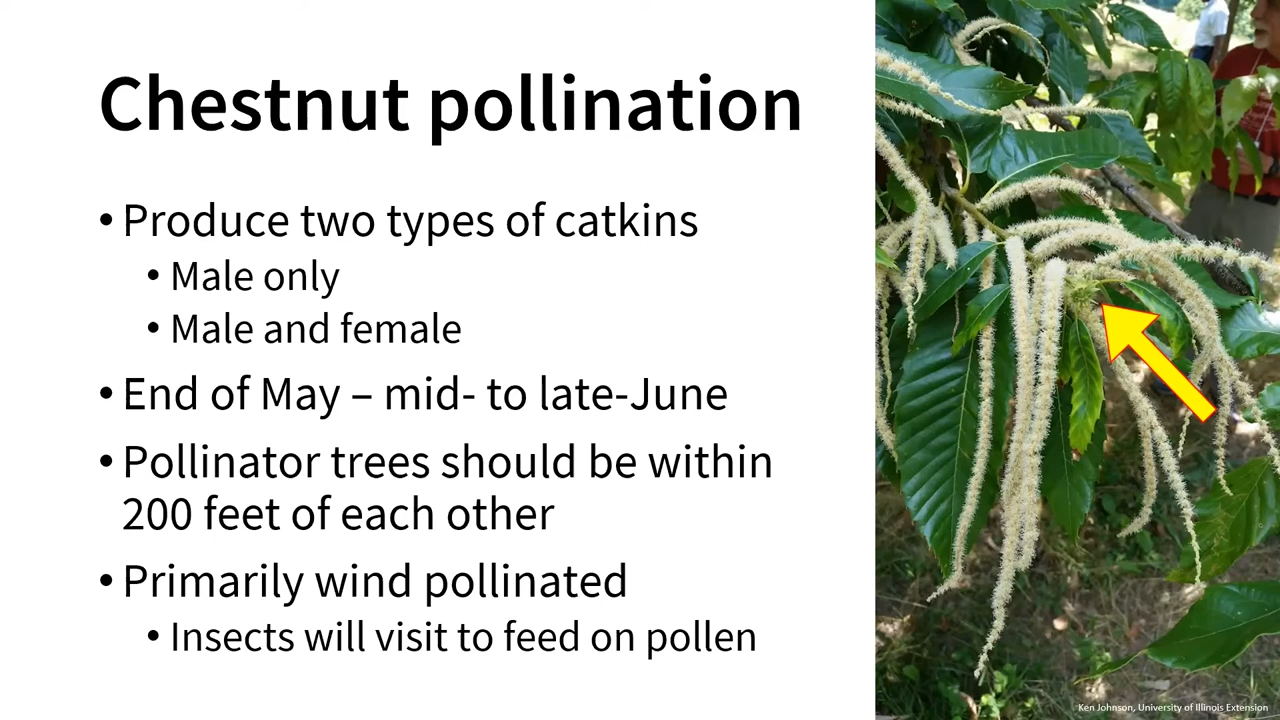 Chestnut pollination
• Produce two types of catkins
• Male only
• Male and female
• End of May – mid- to late-June
• Pollinator trees should be within
200 feet of each other
• Primarily wind pollinated
• Insects will visit to feed on pollen
Ken Johnson, University of Illinois Extension